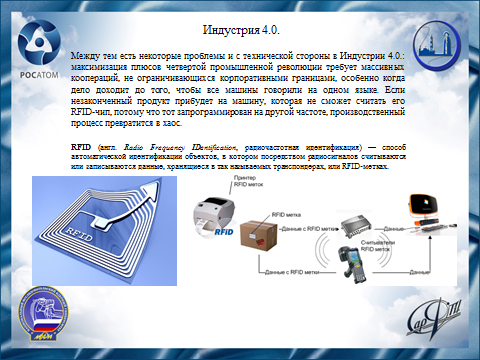 Индустрия 4.0.
РОСАТОМ
Между тем есть некоторые проблемы и с технической стороны в Индустрии 4.0.:
максимизация плюсов четвертой промышленной революции требует массивных
коопераций, не ограничивающихся корпоративными границами, особенно когда
дело доходит до того, чтобы все машины говорили на одном языке. Если
незаконченный продукт прибудет на машину, которая не сможет считать его
RFID-чип, потому что тот запрограммирован на другой частоте, производственный
процесс превратится в хаос.
RFID (англ. Radio Frequency IDentification, радиочастотная идентификация) — способ
автоматической идентификации объектов, в котором посредством радиосигналов считываются
или записываются данные, хранящиеся в так называемых транспондерах, или RFID-метках.
RFID
Принтер
RFID меток
RFiD
RFID метка
Данные с RFID метки
Данные
Считыватели
RFID меток
Данные с RFID метки
Данные
СарФТИ